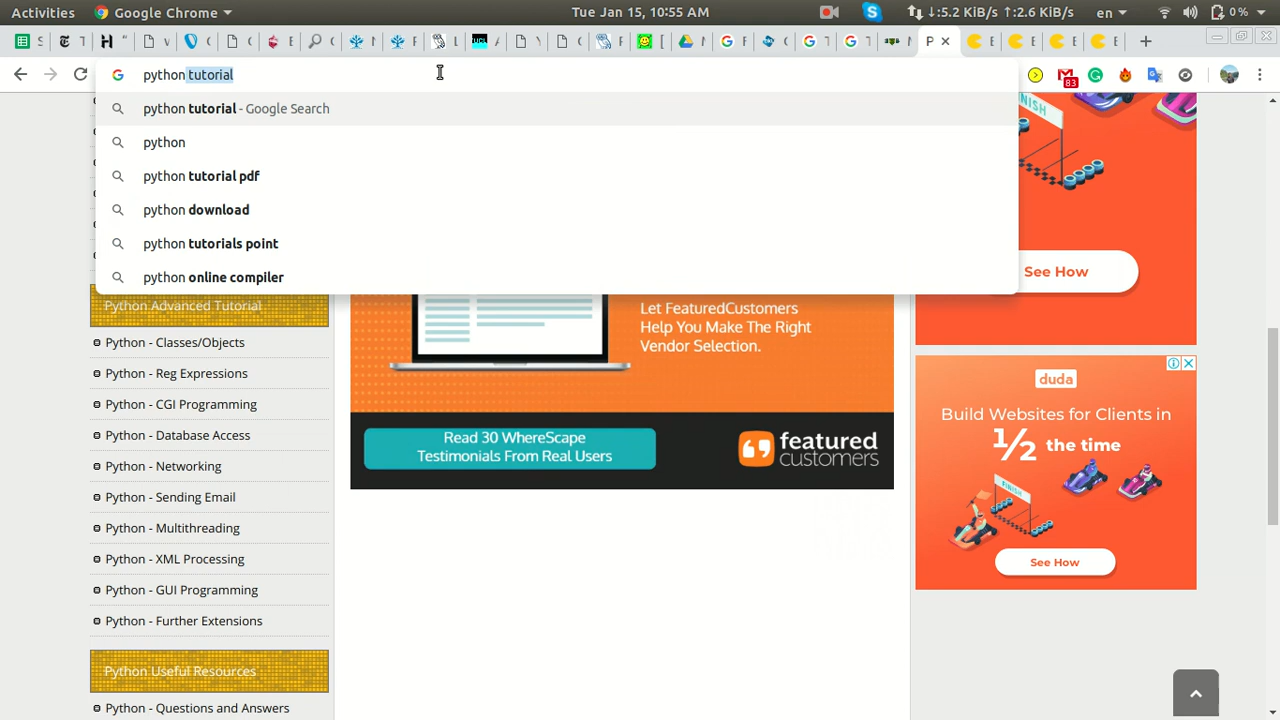 Activities
Google Chrome
Tue Jan 15, 10:55 AM
↓:5.2 KiB/s ↑:2.6 KiB/s
en
0 %
S
T
H
UCL
Y
P
83
python tutorial
python tutorial - Google Search
python
python tutorial pdf
python download
python tutorials point
python online compiler
Python Advanced Tutorial
Python - Classes/Objects
Python - Reg Expressions
Python - CGI Programming
Python - Database Access
Python - Networking
Python - Sending Email
Python - Multithreading
Python - XML Processing
Python - GUI Programming
Python - Further Extensions
Python Useful Resources
Python - Questions and Answers
Let FeaturedCustomers
Help You Make The Right
Vendor Selection.
Read 30 WhereScape
Testimonials From Real Users
featured
customers
FINISH
See How
duda
Build Websites for Clients in
1/2 the time
FINISH
See How